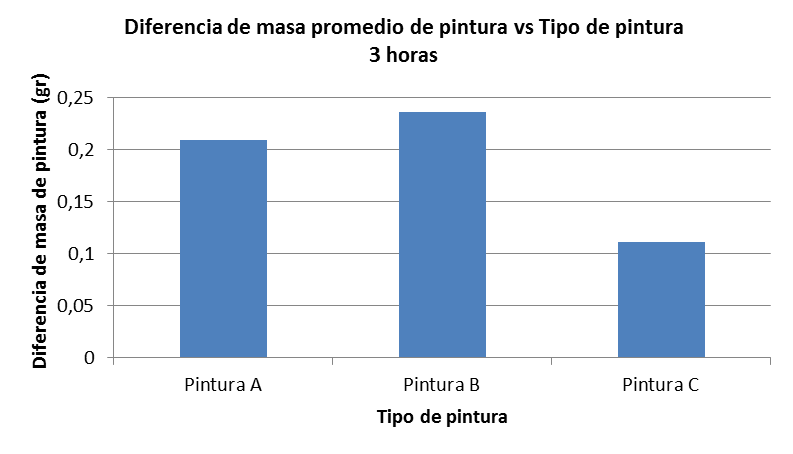 Diferencia de masa promedio de pintura vs Tipo de pintura
3 horas
Diferencia de masa de pintura (gr)
0,25
0,2
0,15
0,1
0,05
0
Pintura A
Pintura B
Pintura C
Tipo de pintura